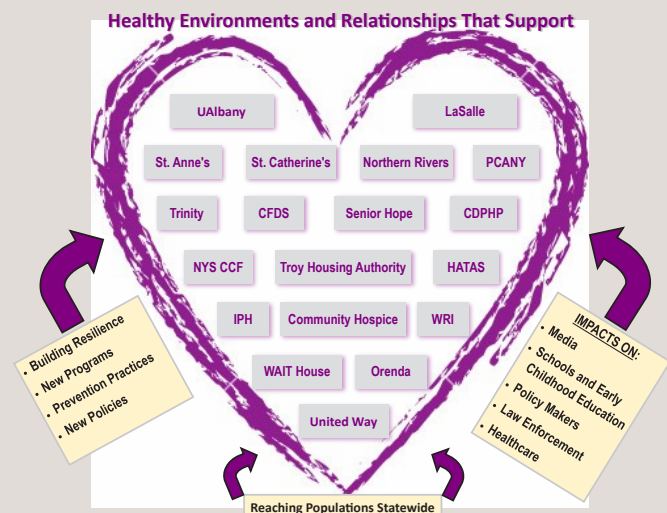 Healthy Environments and Relationships That Support
UAlbany
LaSalle
St. Anne's
St. Catherine's
Northern Rivers
PCANY
Trinity
CFDS
Senior Hope
CDPHP
NYS CCF
Troy Housing Authority
HATAS
IPH
Community Hospice
WRI
WAIT House
Orenda
United Way
• Building Resilience
• New Programs
• Prevention Practices
• New Policies
IMPACTS ON:
• Media
• Schools and Early
Childhood Education
• Policy Makers
• Law Enforcement
• Healthcare
Reaching Populations Statewide